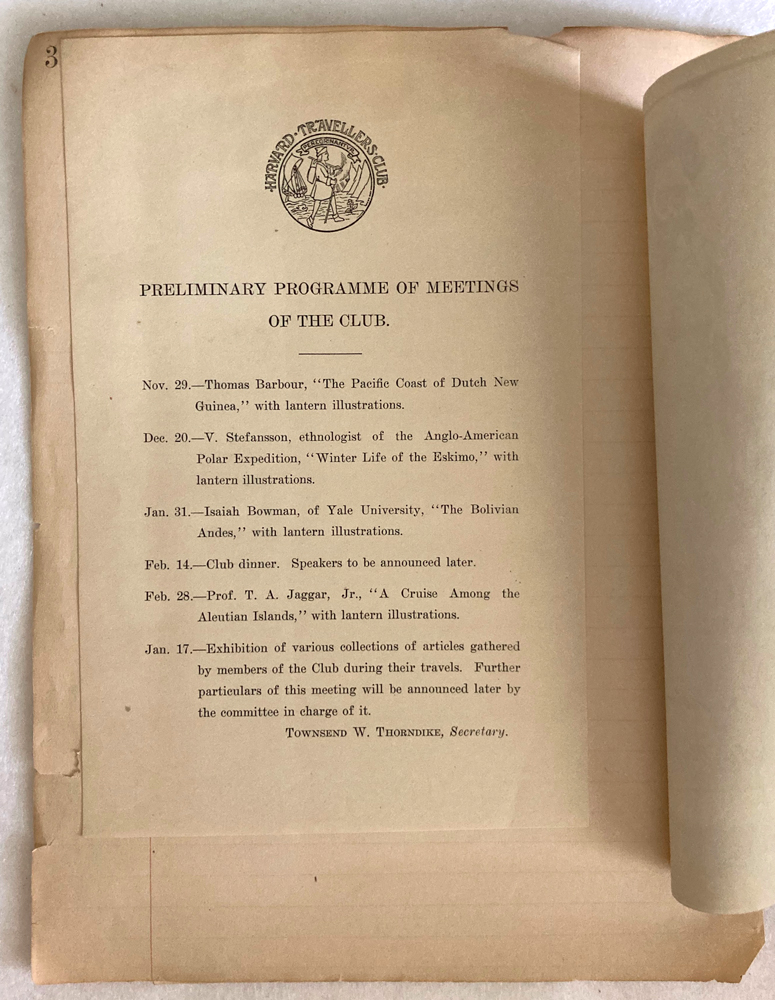 3
HARVARD·TRAVELLERS·CLUB·
PEREGRINAMUR
PRELIMINARY PROGRAMME OF MEETINGS
OF THE CLUB.
Nov. 29.—Thomas Barbour, “The Pacific Coast of Dutch New
Guinea,” with lantern illustrations.
Dec. 20.—V. Stefansson, ethnologist of the Anglo-American
Polar Expedition, “Winter Life of the Eskimo,” with
lantern illustrations.
Jan. 31.—Isaiah Bowman, of Yale University, “The Bolivian
Andes,” with lantern illustrations.
Feb. 14.—Club dinner. Speakers to be announced later.
Feb. 28.—Prof. T. A. Jaggar, Jr., “A Cruise Among the
Aleutian Islands,” with lantern illustrations.
Jan. 17.—Exhibition of various collections of articles gathered
by members of the Club during their travels. Further
particulars of this meeting will be announced later by
the committee in charge of it.
TOWNSEND W. THORNDIKE, Secretary.